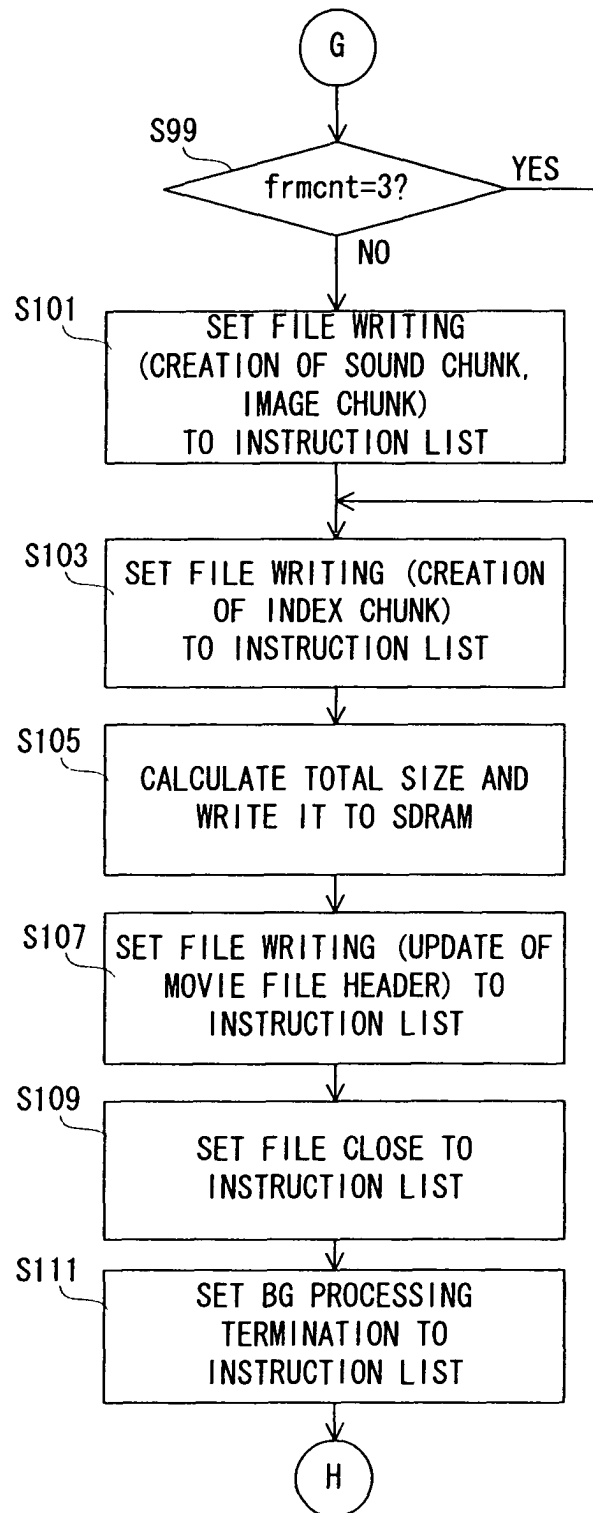 G
S99
frmcnt=3?
YES
NO
S101
SET FILE WRITING
(CREATION OF SOUND CHUNK,
IMAGE CHUNK)
TO INSTRUCTION LIST
S103
SET FILE WRITING (CREATION
OF INDEX CHUNK)
TO INSTRUCTION LIST
S105
CALCULATE TOTAL SIZE AND
WRITE IT TO SDRAM
S107
SET FILE WRITING (UPDATE OF
MOVIE FILE HEADER) TO
INSTRUCTION LIST
S109
SET FILE CLOSE TO
INSTRUCTION LIST
S111
SET BG PROCESSING
TERMINATION TO
INSTRUCTION LIST
H